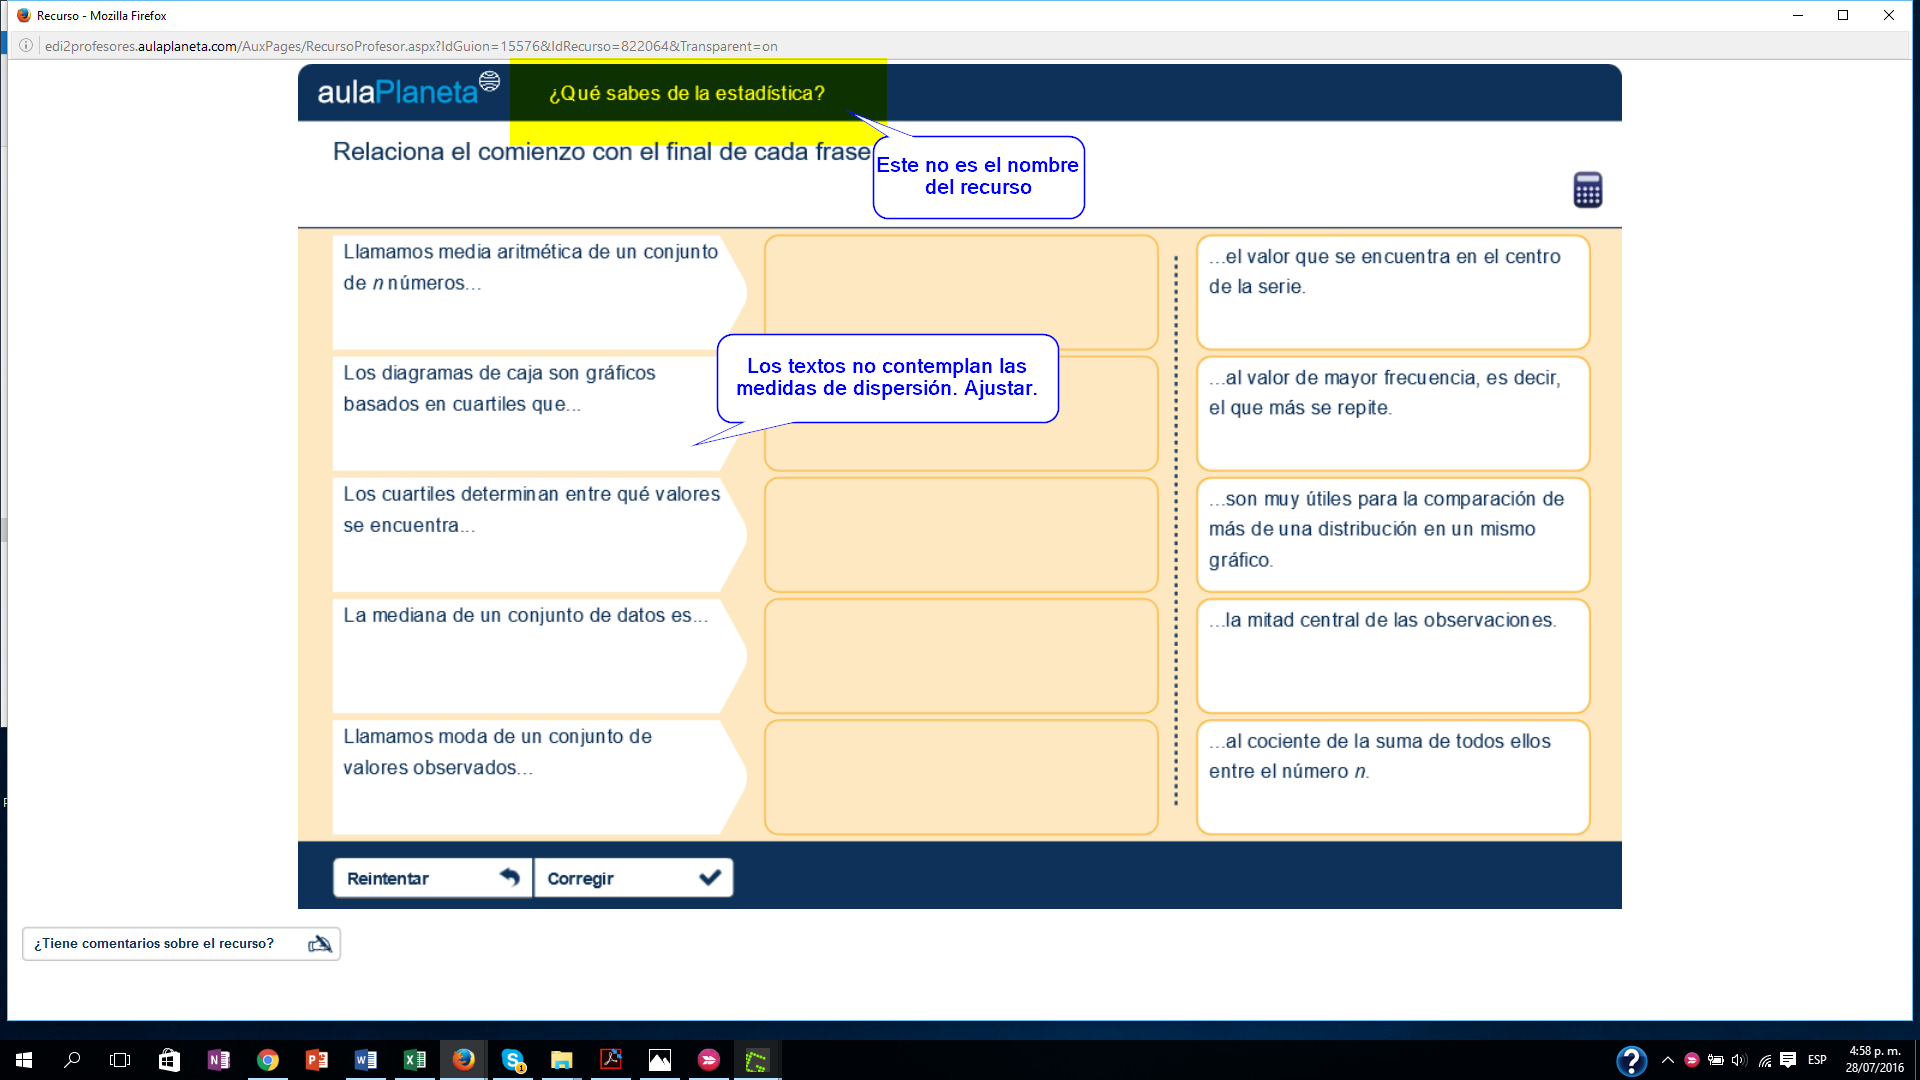 Recurso - Mozilla Firefox
edi2profesores.aulaplaneta.com/AuxPages/RecursoProfesor.aspx?IdGuion=15576&IdRecurso=822064&Transparent=on
aulaPlaneta
¿Qué sabes de la estadística?
Relaciona el comienzo con el final de cada frase
Este no es el nombre
del recurso
Llamamos media aritmética de un conjunto
de n números...
...el valor que se encuentra en el centro
de la serie.
Los textos no contemplan las
medidas de dispersión. Ajustar.
Los diagramas de caja son gráficos
basados en cuartiles que...
...al valor de mayor frecuencia, es decir,
el que más se repite.
Los cuartiles determinan entre qué valores
se encuentra...
...son muy útiles para la comparación de
más de una distribución en un mismo
gráfico.
La mediana de un conjunto de datos es...
...la mitad central de las observaciones.
Llamamos moda de un conjunto de
valores observados...
...al cociente de la suma de todos ellos
entre el número n.
Reintentar
Corregir
¿Tiene comentarios sobre el recurso?
ESP
4:58 p. m.
28/07/2016